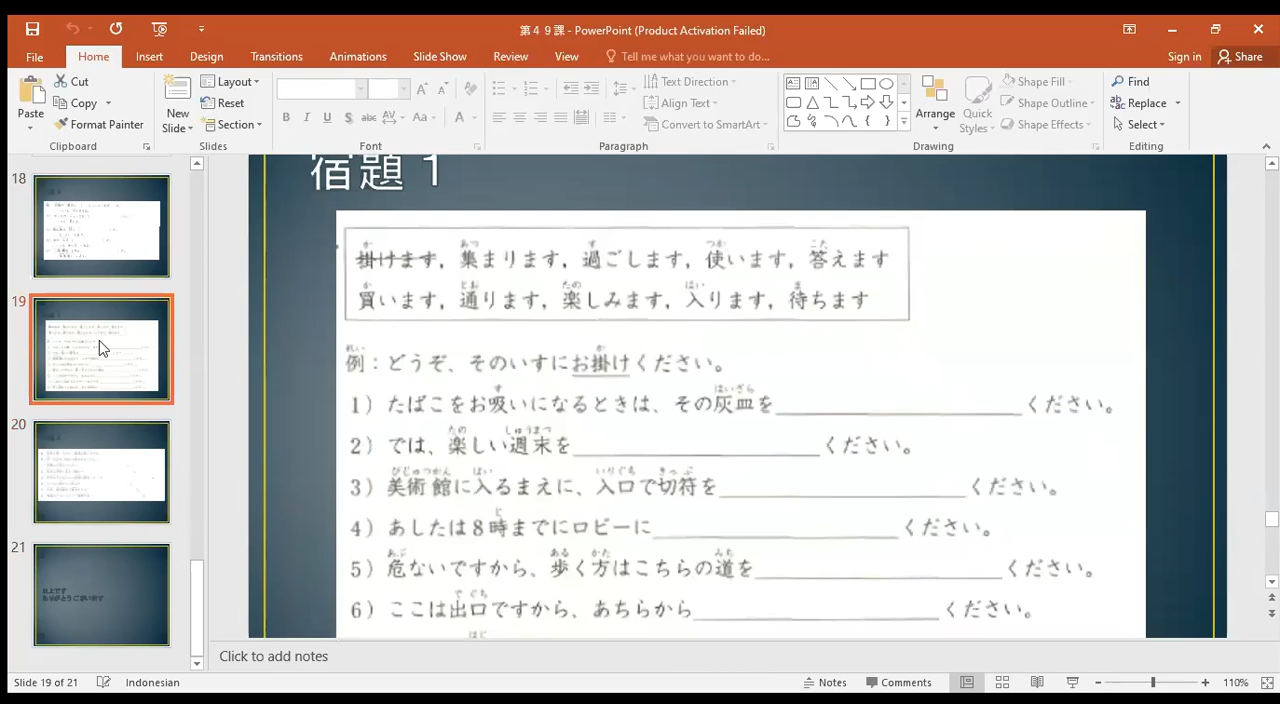 第４９課 - PowerPoint (Product Activation Failed)
File Home Insert Design Transitions Animations Slide Show Review View Tell me what you want to do... Sign in Share
Paste Cut Copy Format Painter
Clipboard
New Slide Layout Reset Section
Slides
Font
Text Direction Align Text Convert to SmartArt
Paragraph
Arrange Quick Styles Shape Fill Shape Outline Shape Effects
Drawing
Find Replace Select
Editing
18
19
20
21
宿題１
掛けます，集まります，過ごします，使います，答えます
買います，通ります，楽しみます，入ります，待ちます
例：どうぞ、そのいすにお掛けください。
１）たばこをお吸いになるときは、その灰皿を＿＿＿＿＿ください。
２）では、楽しい週末を＿＿＿＿＿ください。
３）美術館に入るまえに、入口で切符を＿＿＿＿＿ください。
４）あしたは８時までにロビーに＿＿＿＿＿ください。
５）危ないですから、歩く方はこちらの道を＿＿＿＿＿ください。
６）ここは出口ですから、あちらから＿＿＿＿＿ください。
Click to add notes
Slide 19 of 21 Indonesian Notes Comments 110%